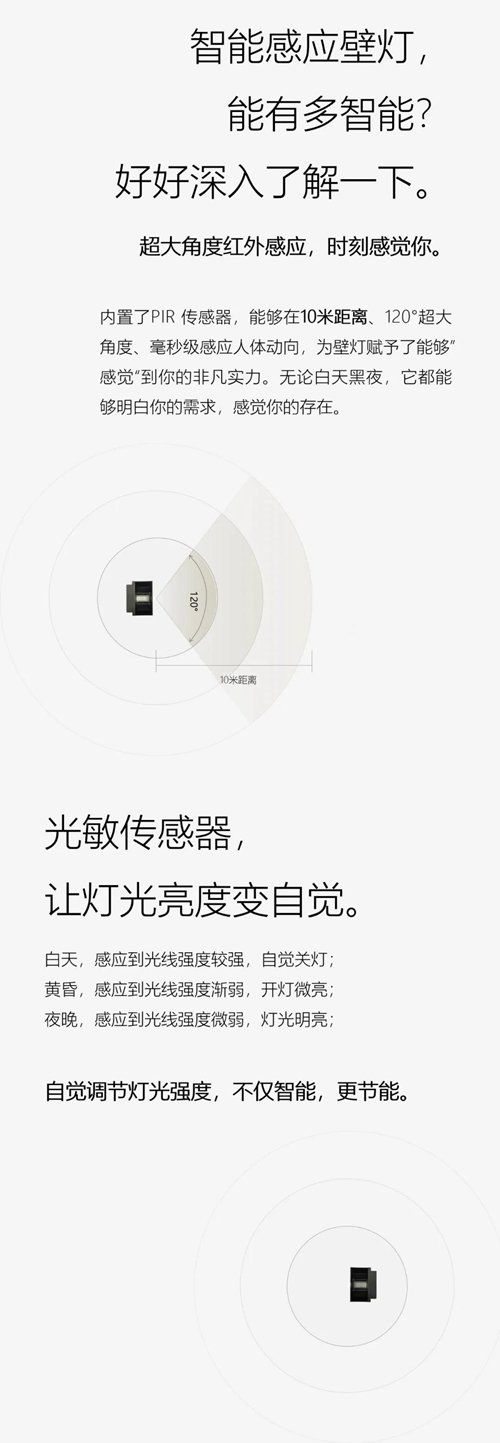 智能感应壁灯，
能有多智能？
好好深入了解一下。
超大角度红外感应，时刻感觉你。
内置了PIR 传感器，能够在10米距离、120°超大
角度、毫秒级感应人体动向，为壁灯赋予了能够“
感觉“到你的非凡实力。无论白天黑夜，它都能
够明白你的需求，感觉你的存在。
120°
10米距离
光敏传感器，
让灯光亮度变自觉。
白天，感应到光线强度较强，自觉关灯；
黄昏，感应到光线强度渐弱，开灯微亮；
夜晚，感应到光线强度微弱，灯光明亮；
自觉调节灯光强度，不仅智能，更节能。